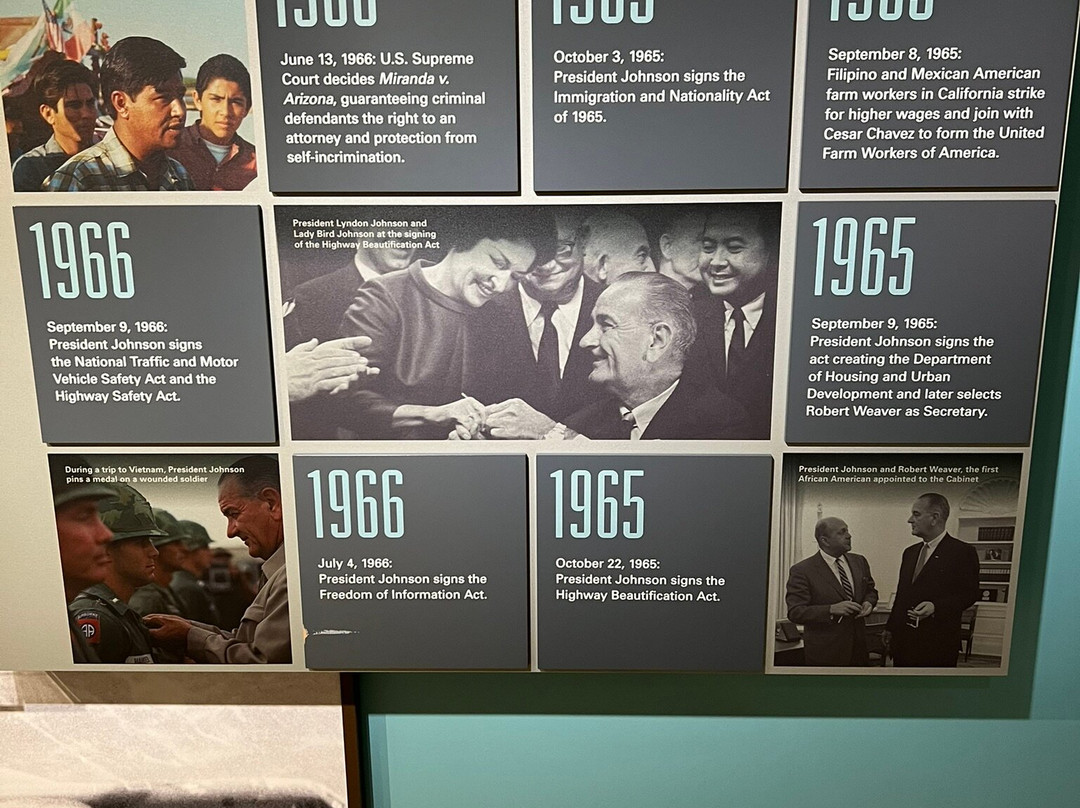 1966
June 13, 1966: U.S. Supreme
Court decides Miranda v.
Arizona, guaranteeing criminal
defendants the right to an
attorney and protection from
self-incrimination.
1965
October 3, 1965:
President Johnson signs the
Immigration and Nationality Act
of 1965.
1965
September 8, 1965:
Filipino and Mexican American
farm workers in California strike
for higher wages and join with
Cesar Chavez to form the United
Farm Workers of America.
1966
September 9, 1966:
President Johnson signs
the National Traffic and Motor
Vehicle Safety Act and the
Highway Safety Act.
President Lyndon Johnson and
Lady Bird Johnson at the signing
of the Highway Beautification Act
1965
September 9, 1965:
President Johnson signs the
act creating the Department
of Housing and Urban
Development and later selects
Robert Weaver as Secretary.
During a trip to Vietnam, President Johnson
pins a medal on a wounded soldier
AIRBORNE
AA
1966
July 4, 1966:
President Johnson signs the
Freedom of Information Act.
1965
October 22, 1965:
President Johnson signs the
Highway Beautification Act.
President Johnson and Robert Weaver, the first
African American appointed to the Cabinet